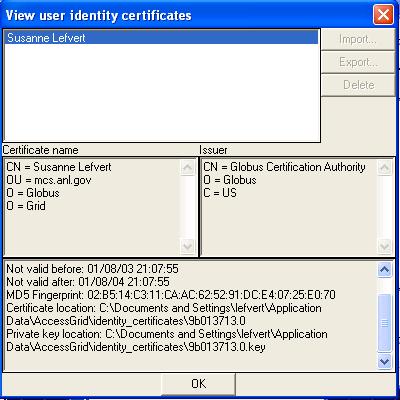 View user identity certificates
Susanne Lefvert
Import...
Export...
Delete
Certificate name
Issuer
CN = Susanne Lefvert
OU = mcs.anl.gov
O = Globus
O = Grid
CN = Globus Certification Authority
O = Globus
C = US
Not valid before: 01/08/03 21:07:55
Not valid after: 01/08/04 21:07:55
MD5 Fingerprint: 02:B5:14:C3:11:CA:AC:62:52:91:DC:E4:07:25:E0:70
Certificate location: C:\Documents and Settings\lefvert\Application
Data\AccessGrid\identity_certificates\9b013713.0
Private key location: C:\Documents and Settings\lefvert\Application
Data\AccessGrid\identity_certificates\9b013713.0.key
OK